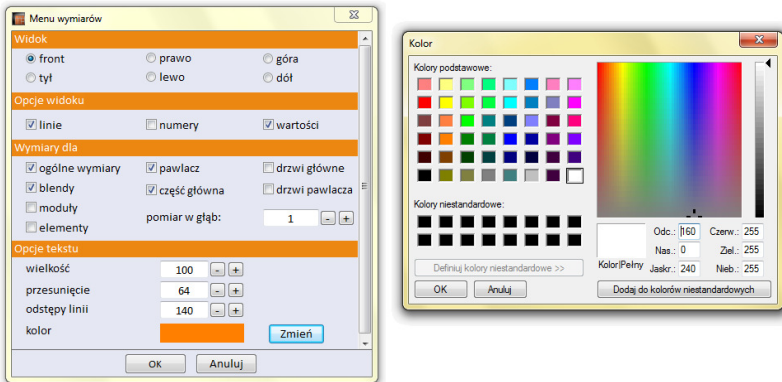 Menu wymiarów
Widok
front prawo góra
tył lewo dół
Opcje widoku
linie numery wartości
Wymiary dla
ogólne wymiary pawlacz drzwi główne
blendy część główna drzwi pawlacza
moduły
pomiar w głąb: 1 - +
elementy
Opcje tekstu
wielkość 100 - +
przesunięcie 64 - +
odstępy linii 140 - +
kolor Zmień
OK Anuluj
Kolor
Kolory podstawowe:
Kolory niestandardowe:
Definiuj kolory niestandardowe >>
OK Anuluj
Kolor|Pełny
Odc.: 160 Czerw.: 255
Nas.: 0 Ziel.: 255
Jaskr.: 240 Nieb.: 255
Dodaj do kolorów niestandardowych